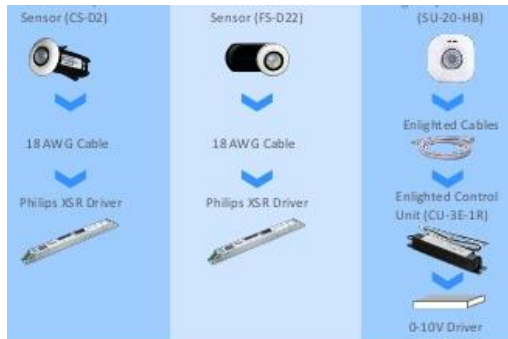 Sensor (CS-D2)
18 AWG Cable
Philips XSR Driver
Sensor (FS-D22)
18 AWG Cable
Philips XSR Driver
(SU-20-HB)
Enlighted Cables
Enlighted Control
Unit (CU-3E-1R)
0-10V Driver